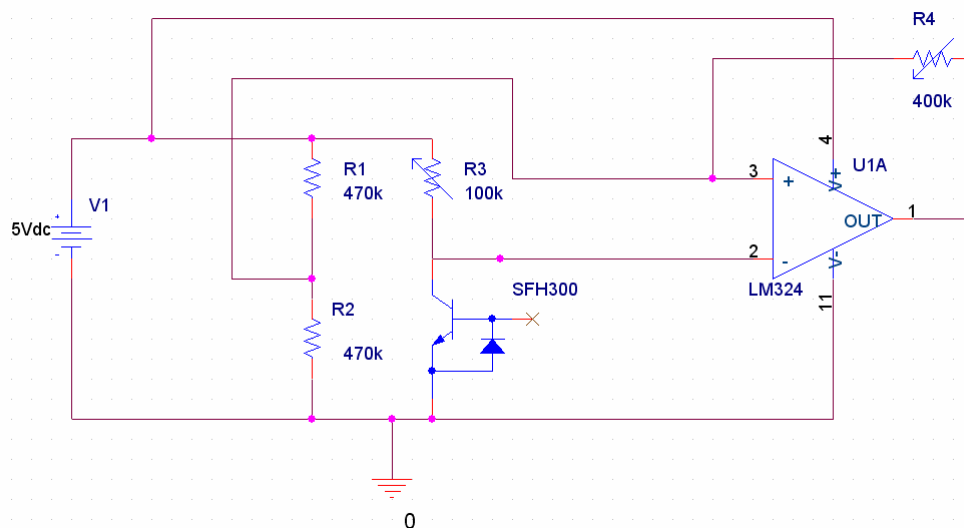 R4
400k
4
R1
470k
R3
100k
3
+
V+
U1A
V1
5Vdc
+
-
OUT
1
2
-
V-
LM324
11
SFH300
R2
470k
0